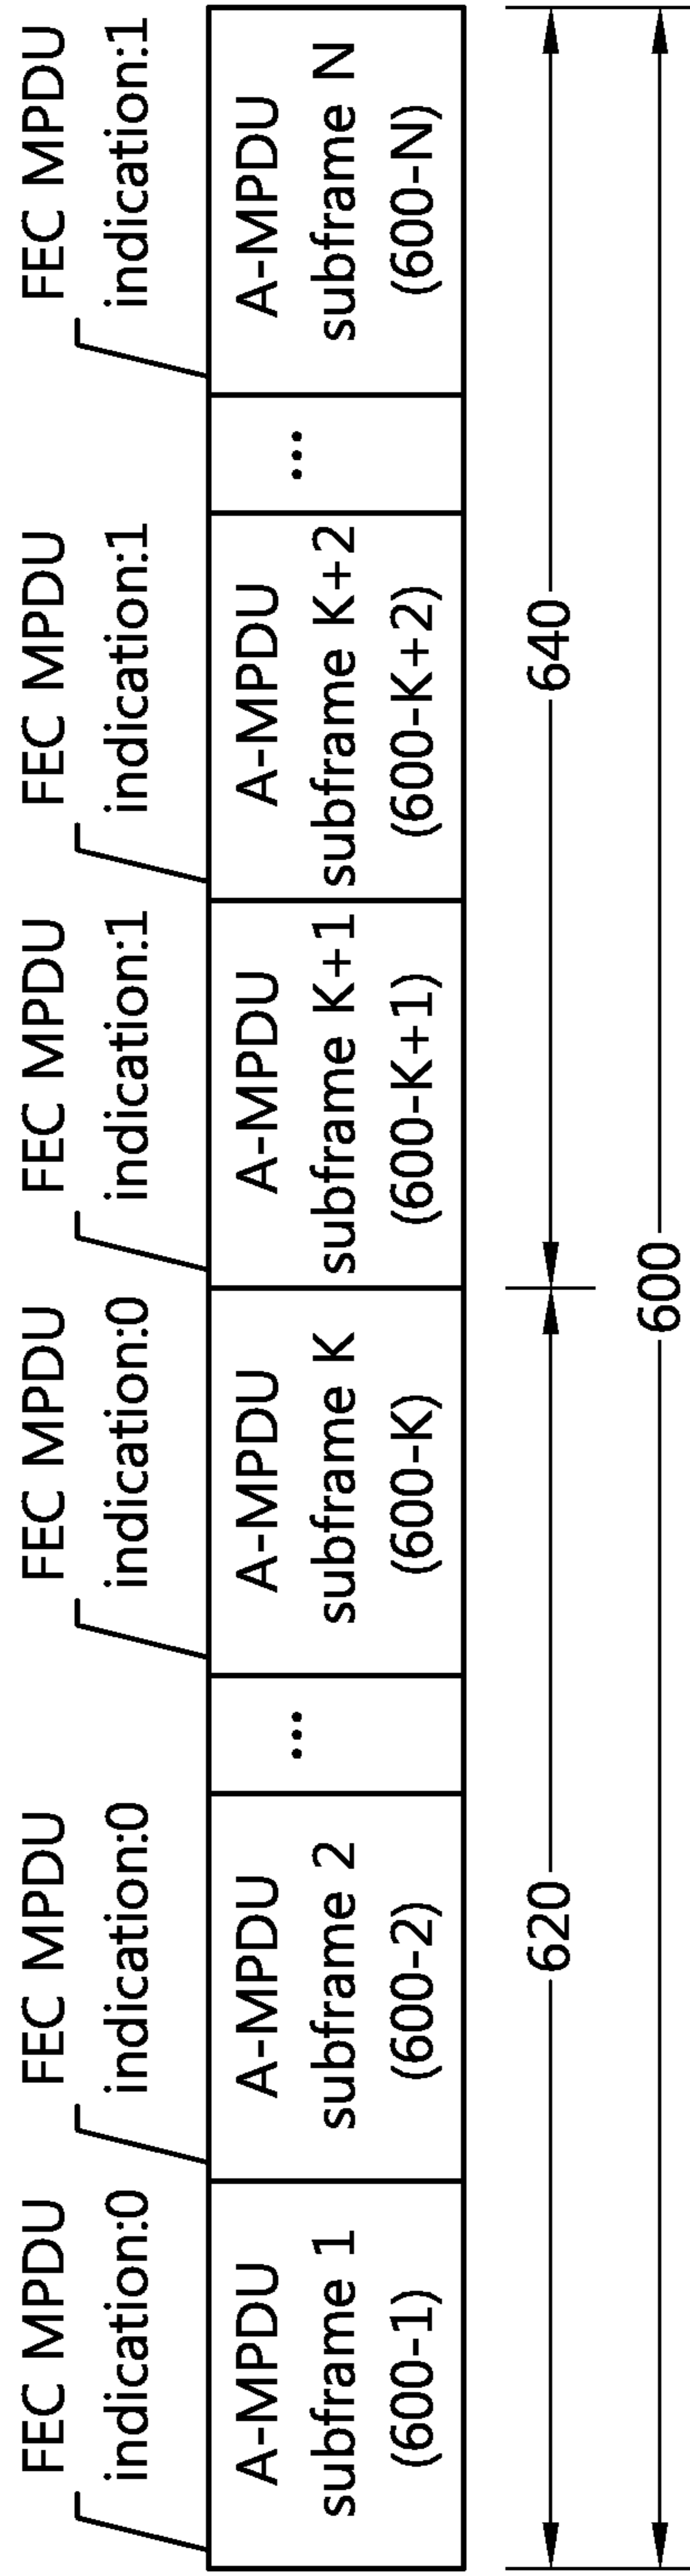 FEC MPDU
indication:0
FEC MPDU
indication:0
FEC MPDU
indication:0
FEC MPDU
indication:1
FEC MPDU
indication:1
FEC MPDU
indication:1
A-MPDU
subframe 1
(600-1)
A-MPDU
subframe 2
(600-2)
...
A-MPDU
subframe K
(600-K)
A-MPDU
subframe K+1
(600-K+1)
A-MPDU
subframe K+2
(600-K+2)
...
A-MPDU
subframe N
(600-N)
620
640
600